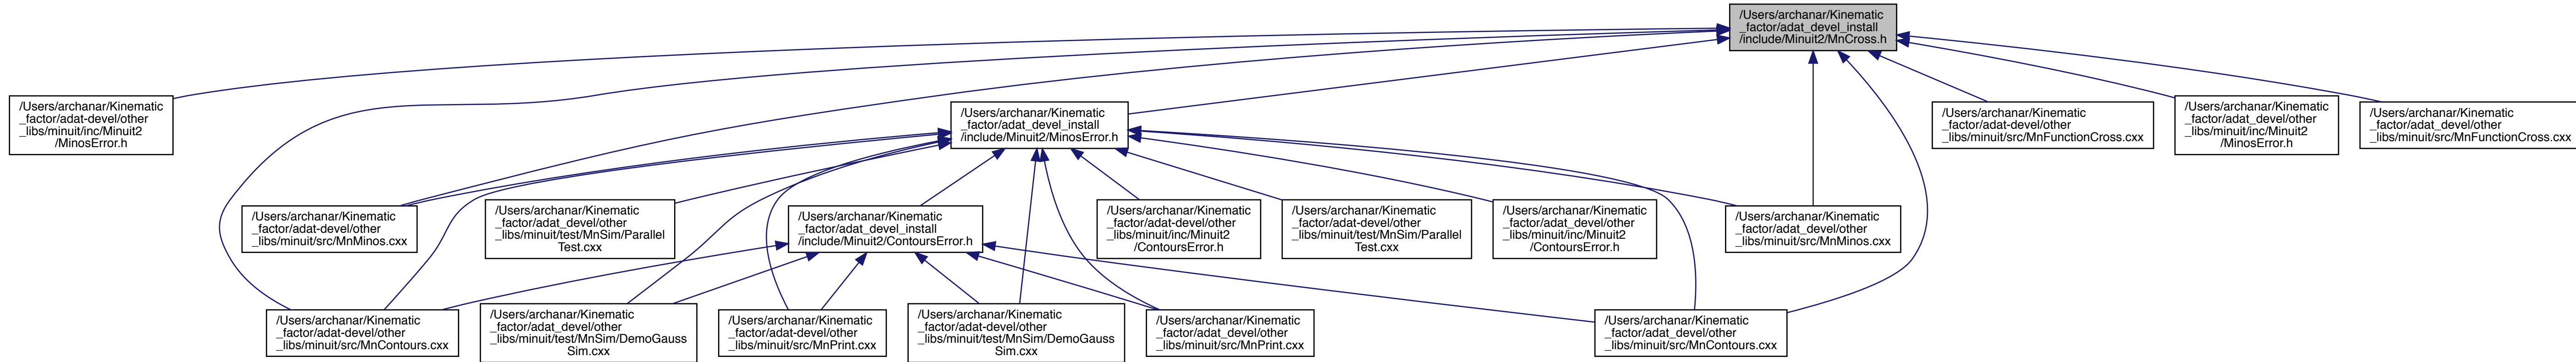 /Users/archanar/Kinematic
_factor/adat_devel_install
/include/Minuit2/MnCross.h
/Users/archanar/Kinematic
_factor/adat-devel/other
_libs/minuit/inc/Minuit2
/MinosError.h
/Users/archanar/Kinematic
_factor/adat_devel_install
/include/Minuit2/MinosError.h
/Users/archanar/Kinematic
_factor/adat-devel/other
_libs/minuit/src/MnFunctionCross.cxx
/Users/archanar/Kinematic
_factor/adat_devel/other
_libs/minuit/inc/Minuit2
/MinosError.h
/Users/archanar/Kinematic
_factor/adat_devel/other
_libs/minuit/src/MnFunctionCross.cxx
/Users/archanar/Kinematic
_factor/adat-devel/other
_libs/minuit/src/MnMinos.cxx
/Users/archanar/Kinematic
_factor/adat_devel/other
_libs/minuit/test/MnSim/Parallel
Test.cxx
/Users/archanar/Kinematic
_factor/adat_devel_install
/include/Minuit2/ContoursError.h
/Users/archanar/Kinematic
_factor/adat-devel/other
_libs/minuit/inc/Minuit2
/ContoursError.h
/Users/archanar/Kinematic
_factor/adat-devel/other
_libs/minuit/test/MnSim/Parallel
Test.cxx
/Users/archanar/Kinematic
_factor/adat_devel/other
_libs/minuit/inc/Minuit2
/ContoursError.h
/Users/archanar/Kinematic
_factor/adat_devel/other
_libs/minuit/src/MnMinos.cxx
/Users/archanar/Kinematic
_factor/adat-devel/other
_libs/minuit/src/MnContours.cxx
/Users/archanar/Kinematic
_factor/adat_devel/other
_libs/minuit/test/MnSim/DemoGauss
Sim.cxx
/Users/archanar/Kinematic
_factor/adat-devel/other
_libs/minuit/src/MnPrint.cxx
/Users/archanar/Kinematic
_factor/adat-devel/other
_libs/minuit/test/MnSim/DemoGauss
Sim.cxx
/Users/archanar/Kinematic
_factor/adat_devel/other
_libs/minuit/src/MnPrint.cxx
/Users/archanar/Kinematic
_factor/adat_devel/other
_libs/minuit/src/MnContours.cxx